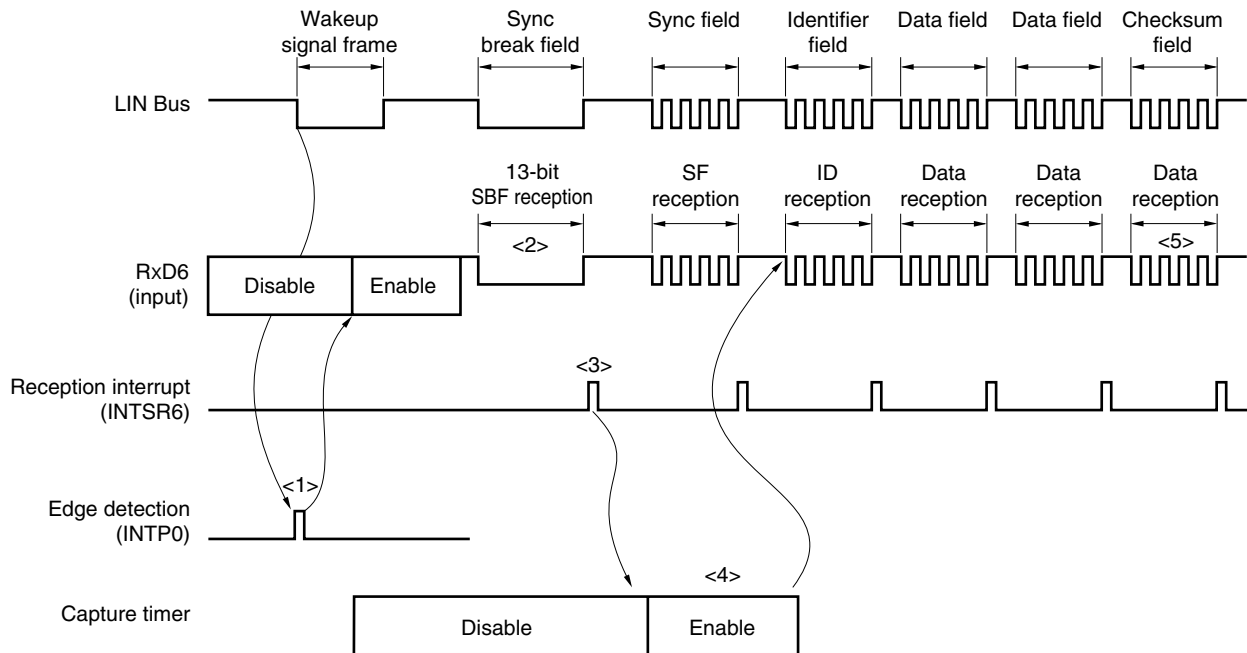 Wakeup
signal frame
Sync
break field
Sync field
Identifier
field
Data field
Data field
Checksum
field
LIN Bus
13-bit
SBF reception
SF
reception
ID
reception
Data
reception
Data
reception
Data
reception
<2>
<5>
RxD6
(input)
Disable
Enable
Reception interrupt
(INTSR6)
<3>
Edge detection
(INTP0)
<1>
Capture timer
Disable
<4>
Enable